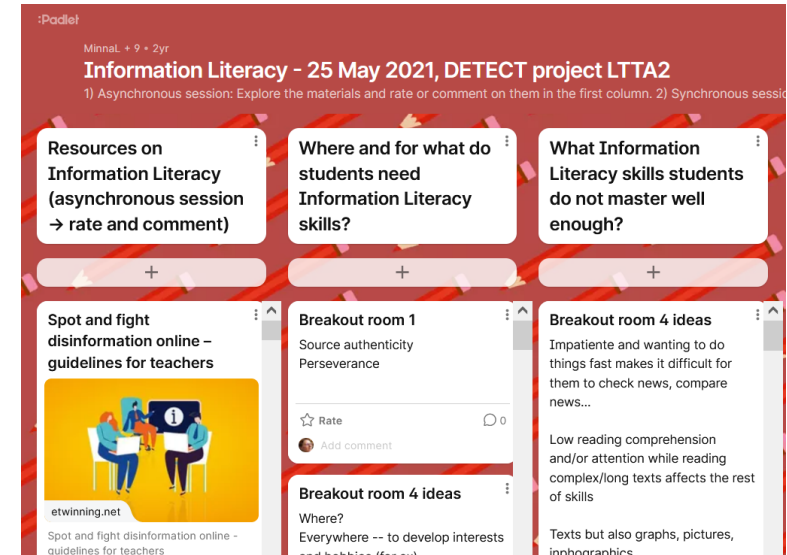 :Padlet
MinnaL + 9 • 2yr
Information Literacy - 25 May 2021, DETECT project LTTA2
1) Asynchronous session: Explore the materials and rate or comment on them in the first column. 2) Synchronous sessio
Resources on
Information Literacy
(asynchronous session
→ rate and comment)
Where and for what do
students need
Information Literacy
skills?
What Information
Literacy skills students
do not master well
enough?
+
+
+
Spot and fight
disinformation online –
guidelines for teachers
i
etwinning.net
Spot and fight disinformation online -
guidelines for teachers
Breakout room 1
Source authenticity
Perseverance
Rate
0
Add comment
Breakout room 4 ideas
Where?
Everywhere -- to develop interests
and hobbies (for ex)
Breakout room 4 ideas
Impatiente and wanting to do
things fast makes it difficult for
them to check news, compare
news...
Low reading comprehension
and/or attention while reading
complex/long texts affects the rest
of skills
Texts but also graphs, pictures,
inphographics